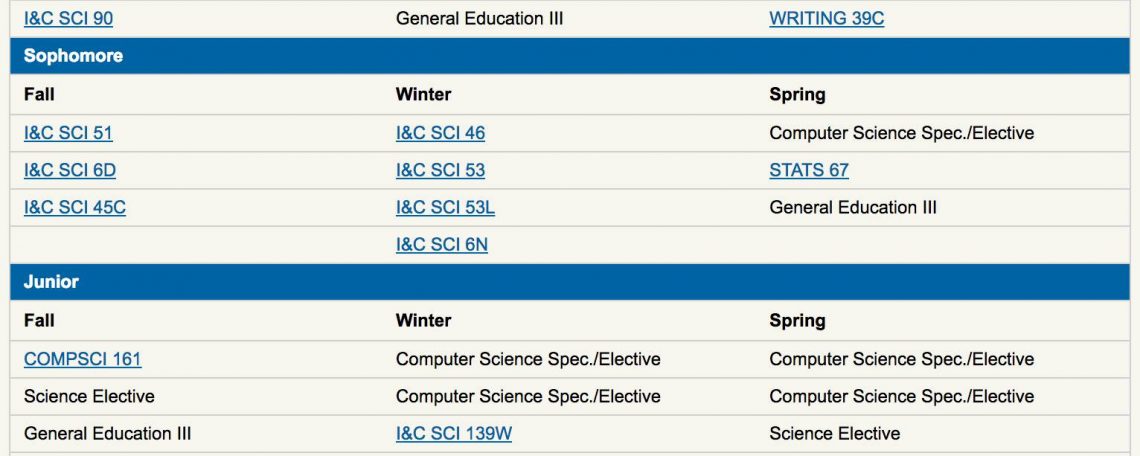 I&C SCI 90 General Education III WRITING 39C
Sophomore
Fall Winter Spring
I&C SCI 51 I&C SCI 46 Computer Science Spec./Elective
I&C SCI 6D I&C SCI 53 STATS 67
I&C SCI 45C I&C SCI 53L General Education III
I&C SCI 6N
Junior
Fall Winter Spring
COMPSCI 161 Computer Science Spec./Elective Computer Science Spec./Elective
Science Elective Computer Science Spec./Elective Computer Science Spec./Elective
General Education III I&C SCI 139W Science Elective